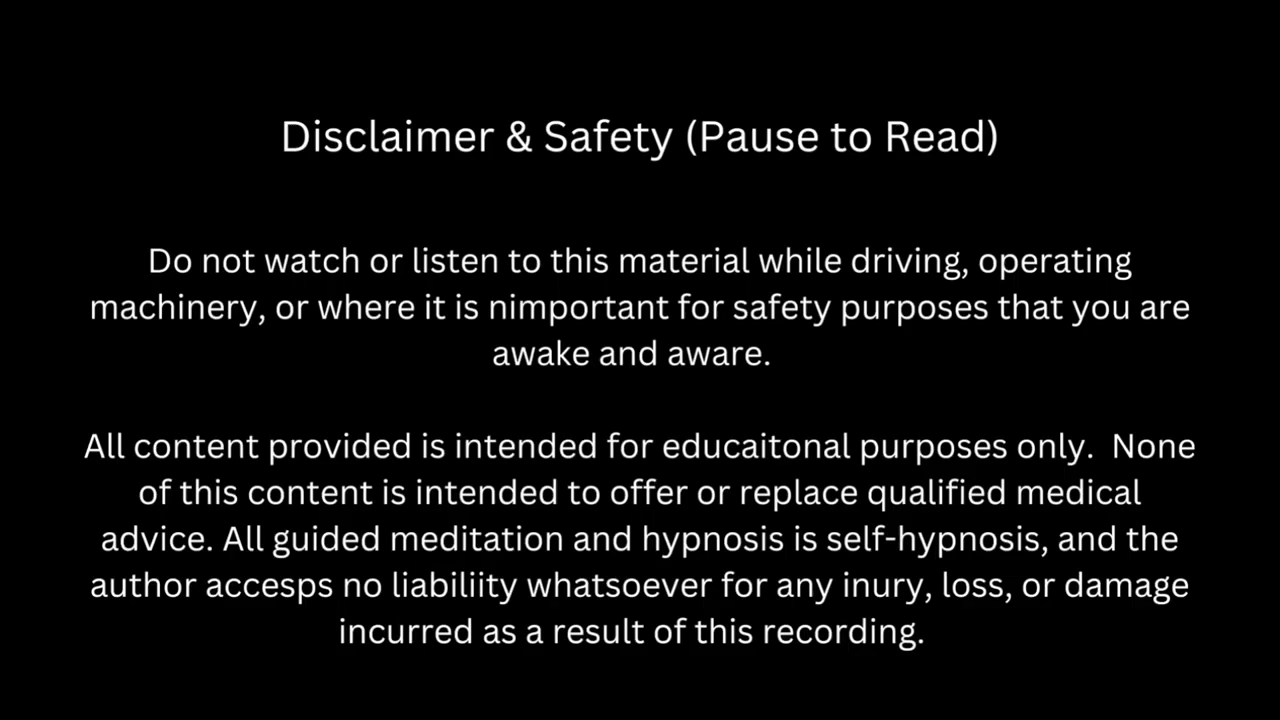 Disclaimer & Safety (Pause to Read)
Do not watch or listen to this material while driving, operating
machinery, or where it is nimportant for safety purposes that you are
awake and aware.
All content provided is intended for educaitonal purposes only.  None
of this content is intended to offer or replace qualified medical
advice. All guided meditation and hypnosis is self-hypnosis, and the
author accesps no liabiliity whatsoever for any inury, loss, or damage
incurred as a result of this recording.